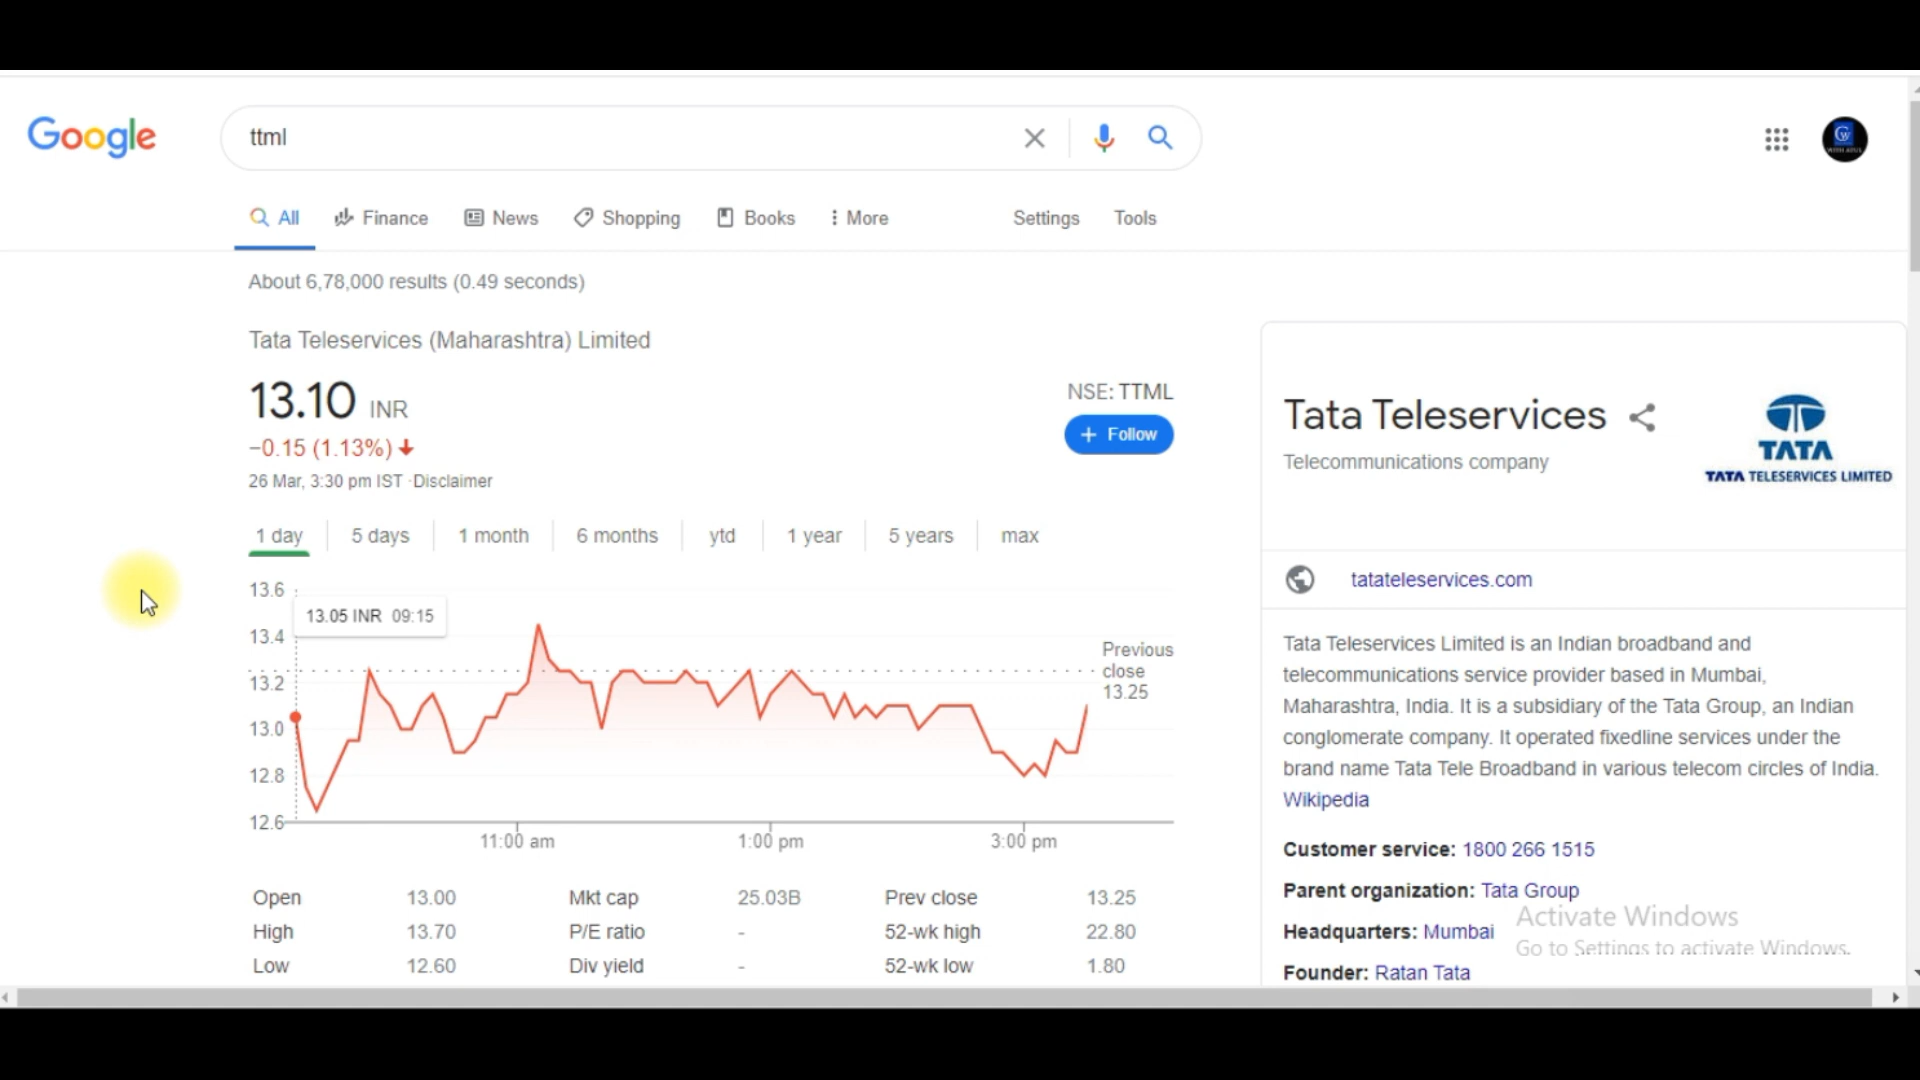 Google
ttml
All
Finance
News
Shopping
Books
More
Settings
Tools
About 6,78,000 results (0.49 seconds)
Tata Teleservices (Maharashtra) Limited
13.10 INR
NSE: TTML
−0.15 (1.13%)
+ Follow
26 Mar, 3:30 pm IST · Disclaimer
1 day
5 days
1 month
6 months
ytd
1 year
5 years
max
13.6
13.05 INR 09:15
13.4
13.2
13.0
12.8
12.6
Previous
close
13.25
11:00 am
1:00 pm
3:00 pm
Open 13.00 Mkt cap 25.03B Prev close 13.25
High 13.70 P/E ratio - 52-wk high 22.80
Low 12.60 Div yield - 52-wk low 1.80
Tata Teleservices
Telecommunications company
TATA
TATA TELESERVICES LIMITED
tatateleservices.com
Tata Teleservices Limited is an Indian broadband and
telecommunications service provider based in Mumbai,
Maharashtra, India. It is a subsidiary of the Tata Group, an Indian
conglomerate company. It operated fixedline services under the
brand name Tata Tele Broadband in various telecom circles of India.
Wikipedia
Customer service: 1800 266 1515
Parent organization: Tata Group
Headquarters: Mumbai
Founder: Ratan Tata
Activate Windows
Go to Settings to activate Windows.